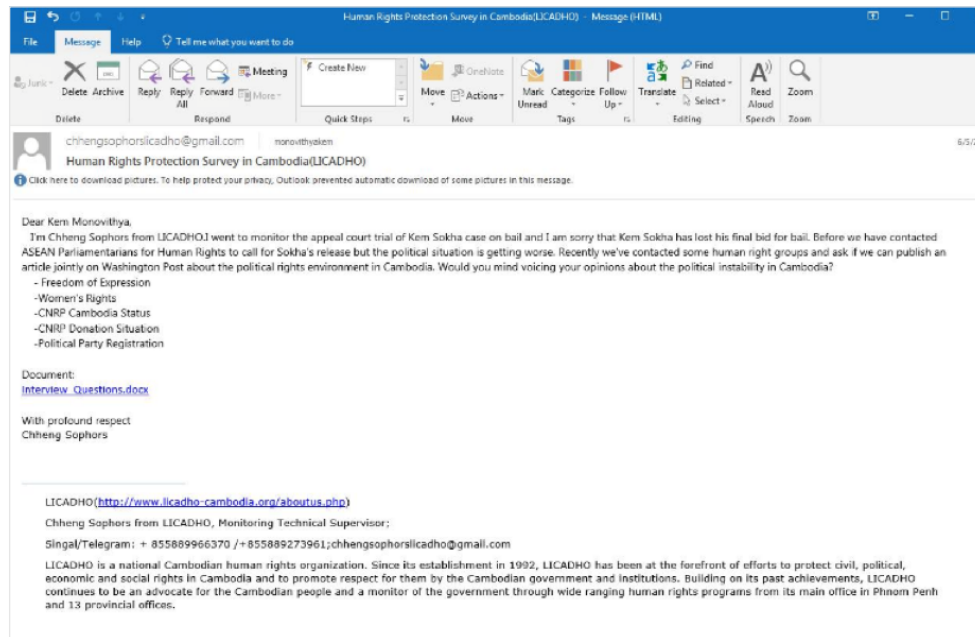 Human Rights Protection Survey in Cambodia(LICADHO) - Message (HTML)
File Message Help Tell me what you want to do
Junk Delete Archive Reply Reply All Forward Meeting More Create New Move OneNote Actions Mark Unread Categorize Follow Up Translate Find Related Select Read Aloud Zoom
Delete Respond Quick Steps Move Tags Editing Speech Zoom
chhengsophorslicadho@gmail.com monovithyakem
Human Rights Protection Survey in Cambodia(LICADHO)
Click here to download pictures. To help protect your privacy, Outlook prevented automatic download of some pictures in this message.
Dear Kem Monovithya,
I'm Chheng Sophors from LICADHO.I went to monitor the appeal court trial of Kem Sokha case on bail and I am sorry that Kem Sokha has lost his final bid for bail. Before we have contacted
ASEAN Parliamentarians for Human Rights to call for Sokha's release but the political situation is getting worse. Recently we've contacted some human right groups and ask if we can publish an
article jointly on Washington Post about the political rights environment in Cambodia. Would you mind voicing your opinions about the political instability in Cambodia?
- Freedom of Expression
-Women's Rights
-CNRP Cambodia Status
-CNRP Donation Situation
-Political Party Registration
Document:
Interview_Questions.docx
With profound respect
Chheng Sophors
LICADHO(http://www.licadho-cambodia.org/aboutus.php)
Chheng Sophors from LICADHO, Monitoring Technical Supervisor;
Singal/Telegram: + 855889966370 /+855889273961;chhengsophorslicadho@gmail.com
LICADHO is a national Cambodian human rights organization. Since its establishment in 1992, LICADHO has been at the forefront of efforts to protect civil, political,
economic and social rights in Cambodia and to promote respect for them by the Cambodian government and institutions. Building on its past achievements, LICADHO
continues to be an advocate for the Cambodian people and a monitor of the government through wide ranging human rights programs from its main office in Phnom Penh
and 13 provincial offices.